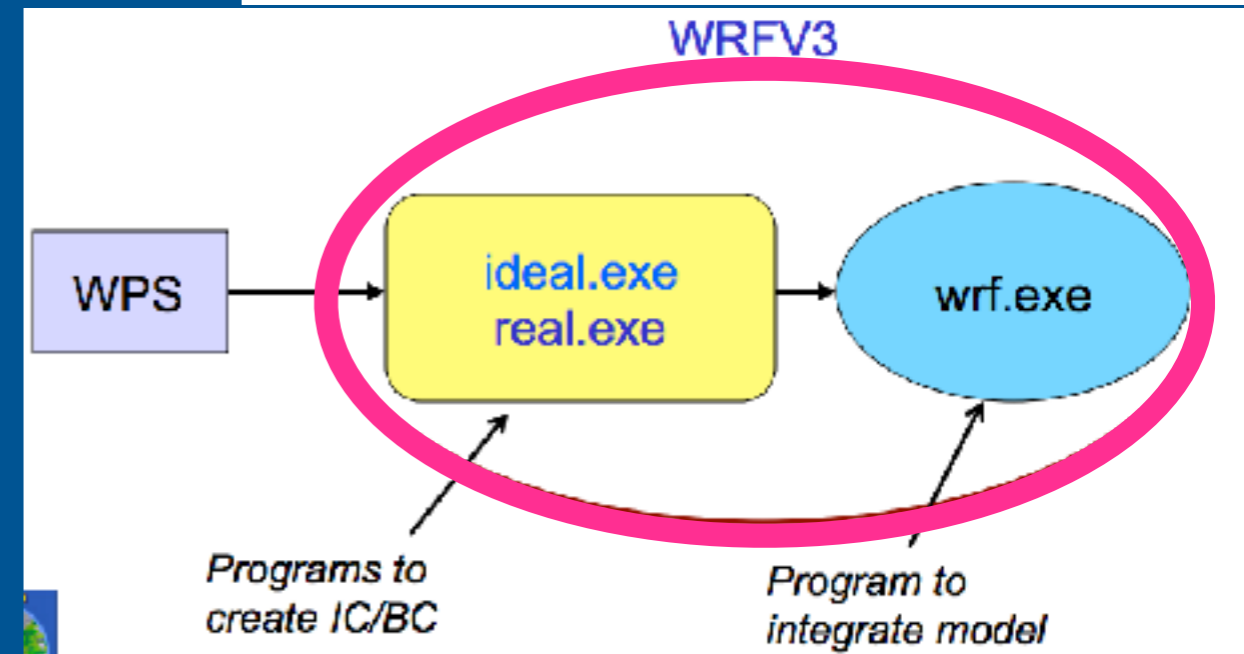 WRFV3
WPS
ideal.exe
real.exe
wrf.exe
Programs to
create IC/BC
Program to
integrate model